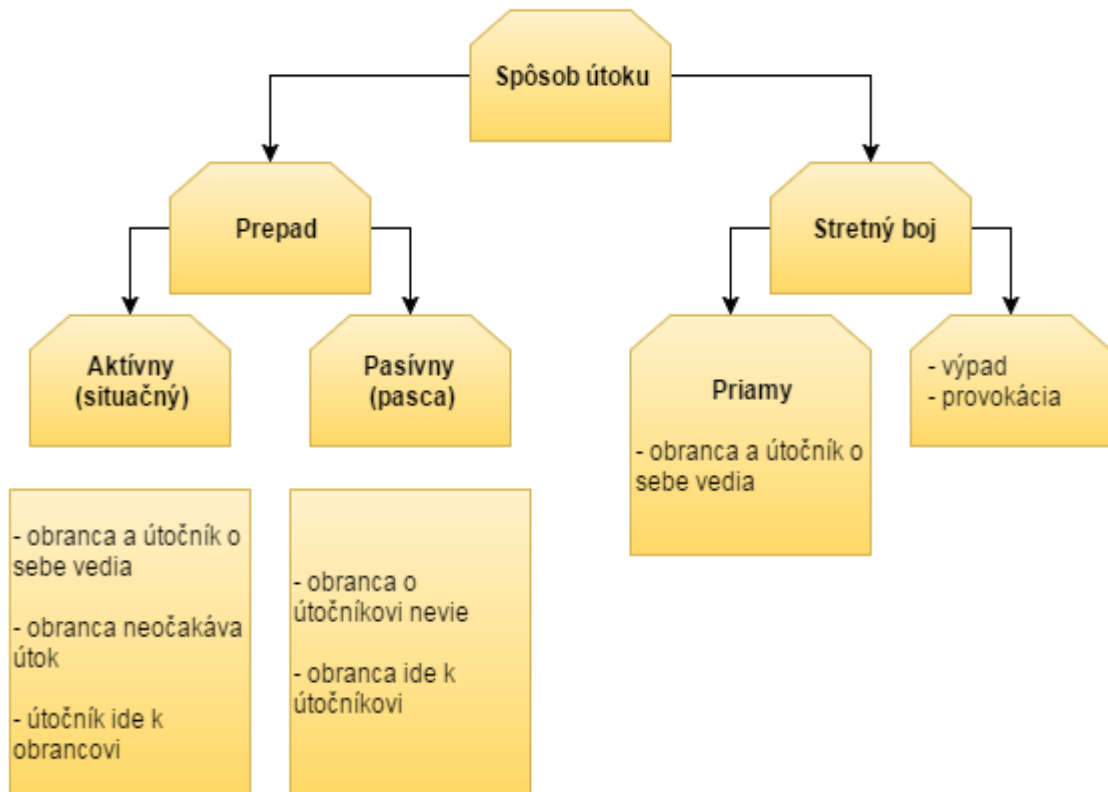 Spôsob útoku
Prepad
Stretný boj
Aktívny
(situačný)
Pasívny
(pasca)
Priamy
- obranca a útočník o
sebe vedia
- výpad
- provokácia
- obranca a útočník o
sebe vedia
- obranca neočakáva
útok
- útočník ide k
obrancovi
- obranca o
útočníkovi nevie
- obranca ide k
útočníkovi